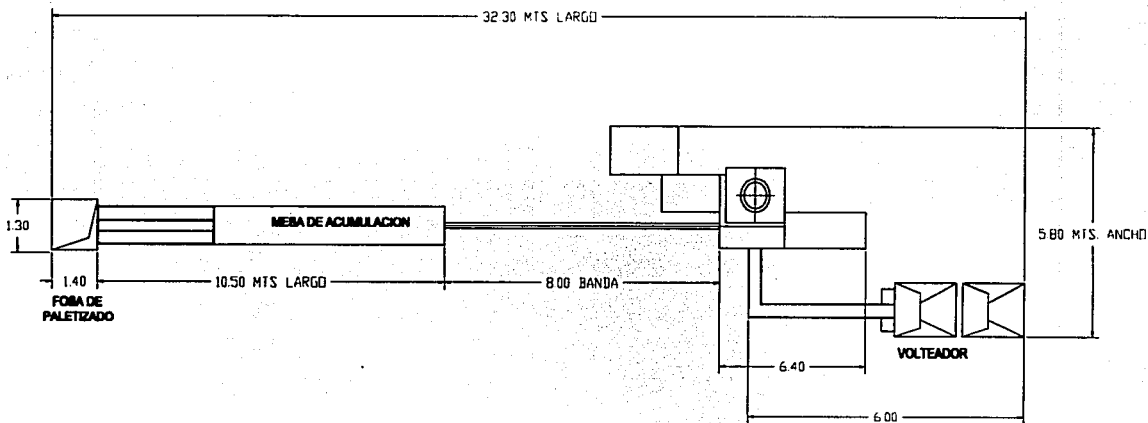 32.30 MTS LARGO
1.30
MESA DE ACUMULACION
5.80 MTS. ANCHO
1.40
10.50 MTS LARGO
8.00 BANDA
FOSA DE
PALETIZADO
VOLTEADOR
6.40
6.00